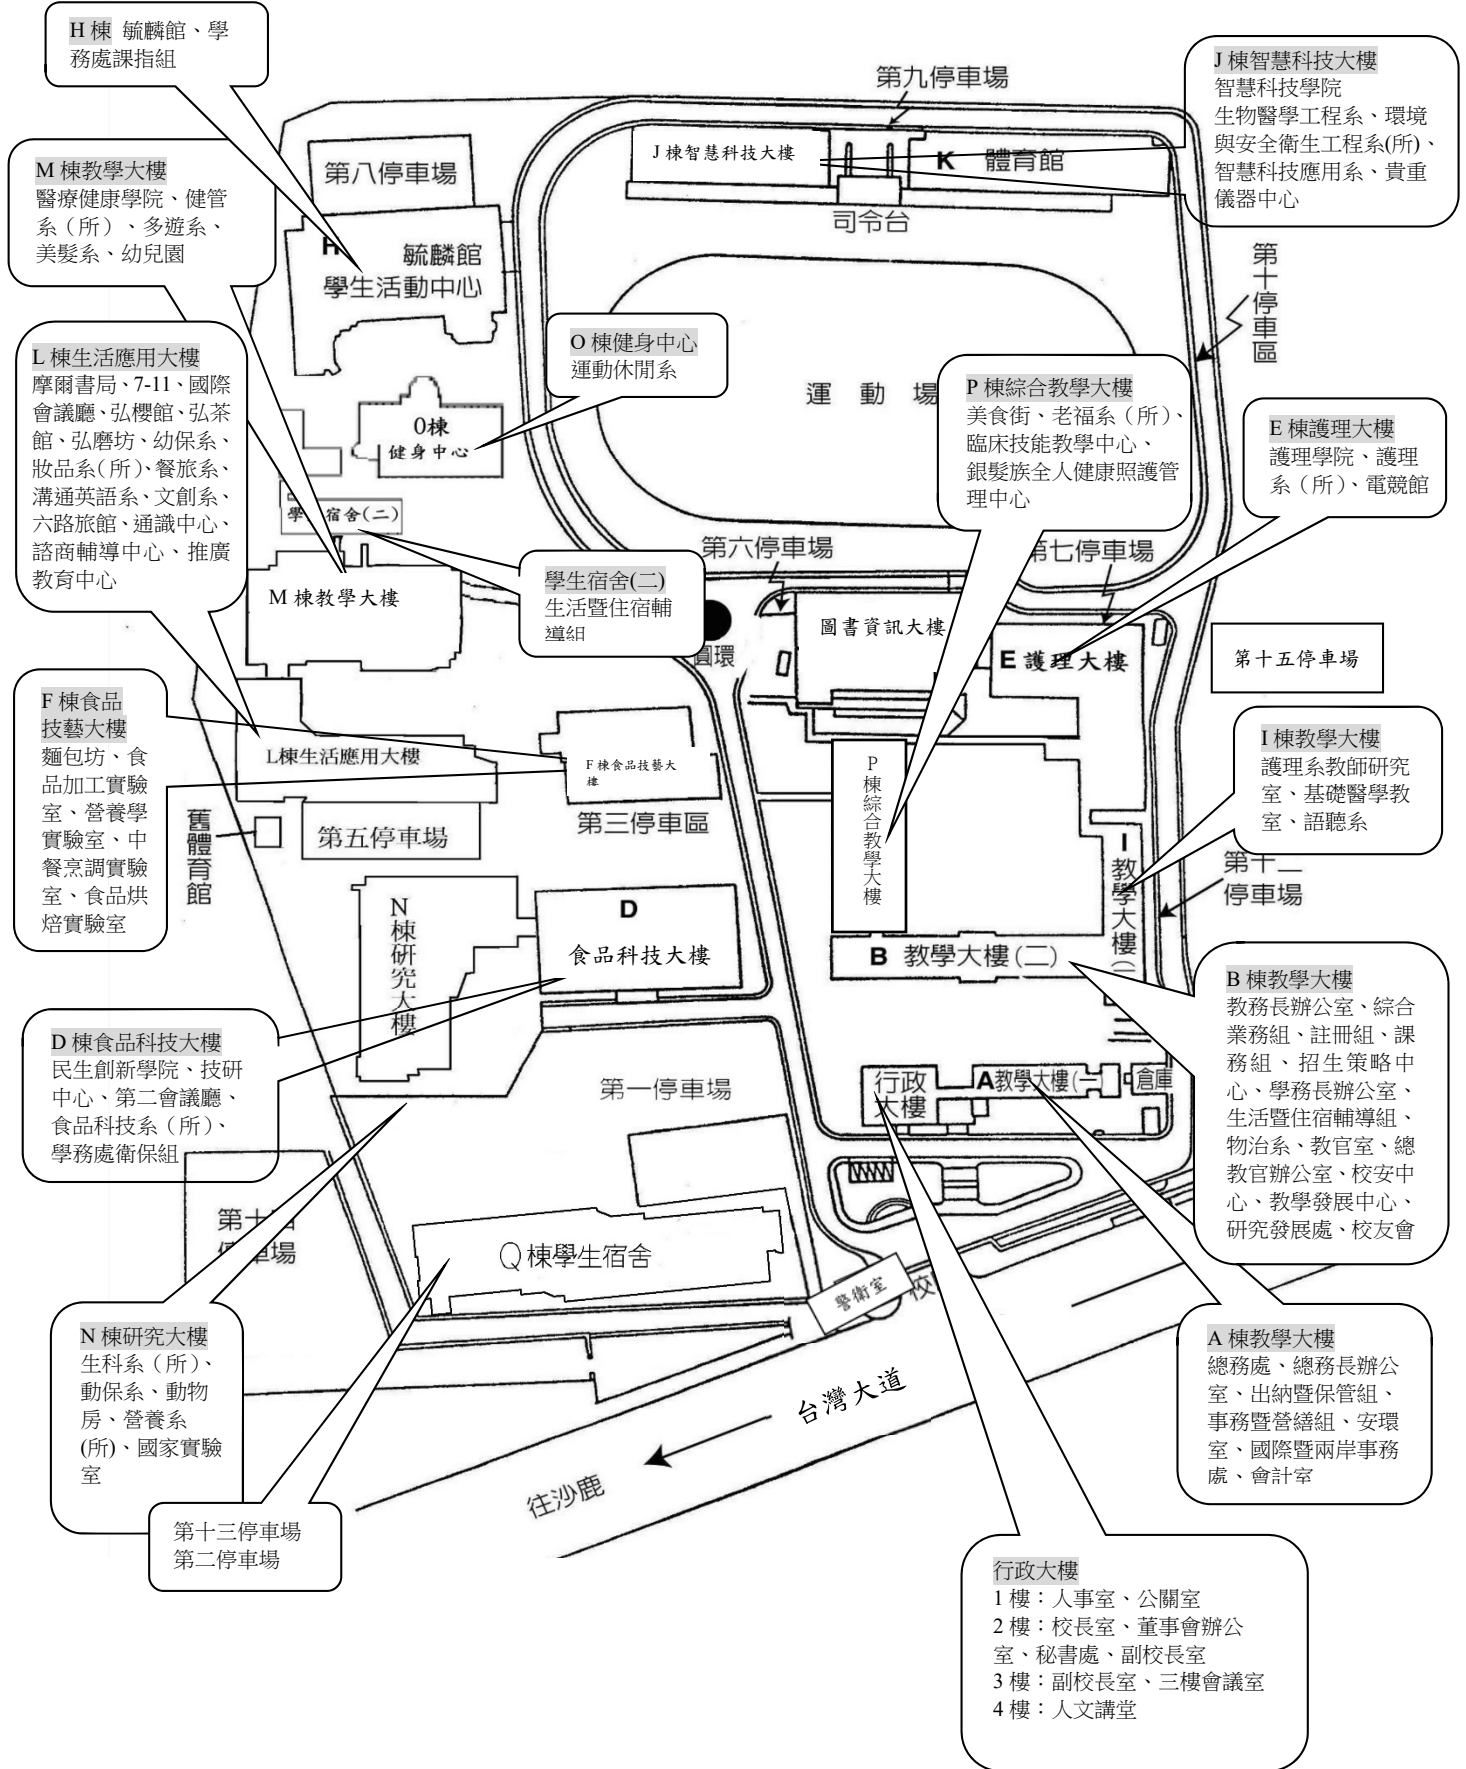 H 棟 毓麟館、學
務處課指組
J 棟智慧科技大樓
智慧科技學院
生物醫學工程系、環境
與安全衛生工程系(所)、
智慧科技應用系、貴重
儀器中心
第九停車場
J 棟智慧科技大樓
K 體育館
司令台
第八停車場
M 棟教學大樓
醫療健康學院、健管
系（所）、多遊系、
美髮系、幼兒園
H 毓麟館
學生活動中心
第十停車區
L 棟生活應用大樓
摩爾書局、7-11、國際
會議廳、弘櫻館、弘茶
館、弘磨坊、幼保系、
妝品系(所)、餐旅系、
溝通英語系、文創系、
六路旅館、通識中心、
諮商輔導中心、推廣
教育中心
O 棟健身中心
運動休閒系
O棟
健身中心
運動場
P 棟綜合教學大樓
美食街、老福系（所）、
臨床技能教學中心、
銀髮族全人健康照護管
理中心
E 棟護理大樓
護理學院、護理
系（所）、電競館
學 宿舍(二)
學生宿舍(二)
生活暨住宿輔
導組
第六停車場
第七停車場
M 棟教學大樓
圓環
圖書資訊大樓
E 護理大樓
第十五停車場
F 棟食品
技藝大樓
麵包坊、食
品加工實驗
室、營養學
實驗室、中
餐烹調實驗
室、食品烘
焙實驗室
L棟生活應用大樓
F 棟食品技藝大
樓
P棟綜合教學大樓
I 棟教學大樓
護理系教師研究
室、基礎醫學教
室、語聽系
舊體育館
第五停車場
第三停車區
I 教學大樓(一
第十二
停車場
N棟研究大樓
D
食品科技大樓
B 教學大樓(二)
B 棟教學大樓
教務長辦公室、綜合
業務組、註冊組、課
務組、招生策略中
心、學務長辦公室、
生活暨住宿輔導組、
物治系、教官室、總
教官辦公室、校安中
心、教學發展中心、
研究發展處、校友會
D 棟食品科技大樓
民生創新學院、技研
中心、第二會議廳、
食品科技系（所）、
學務處衛保組
第一停車場
行政
大樓
A教學大樓(一)
倉庫
第十四
停車場
Q棟學生宿舍
警衛室
校
N 棟研究大樓
生科系（所）、
動保系、動物
房、營養系
(所)、國家實驗
室
A 棟教學大樓
總務處、總務長辦公
室、出納暨保管組、
事務暨營繕組、安環
室、國際暨兩岸事務
處、會計室
台灣大道
往沙鹿
第十三停車場
第二停車場
行政大樓
1 樓：人事室、公關室
2 樓：校長室、董事會辦公
室、秘書處、副校長室
3 樓：副校長室、三樓會議室
4 樓：人文講堂